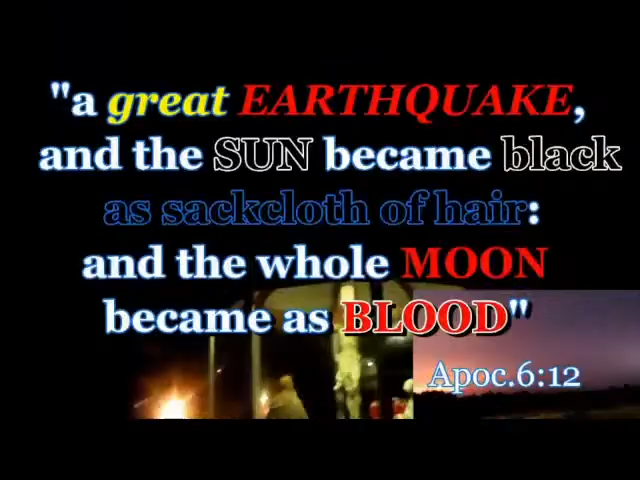 "a great EARTHQUAKE,
and the SUN became black
as sackcloth of hair:
and the whole MOON
became as BLOOD"
Apoc.6:12